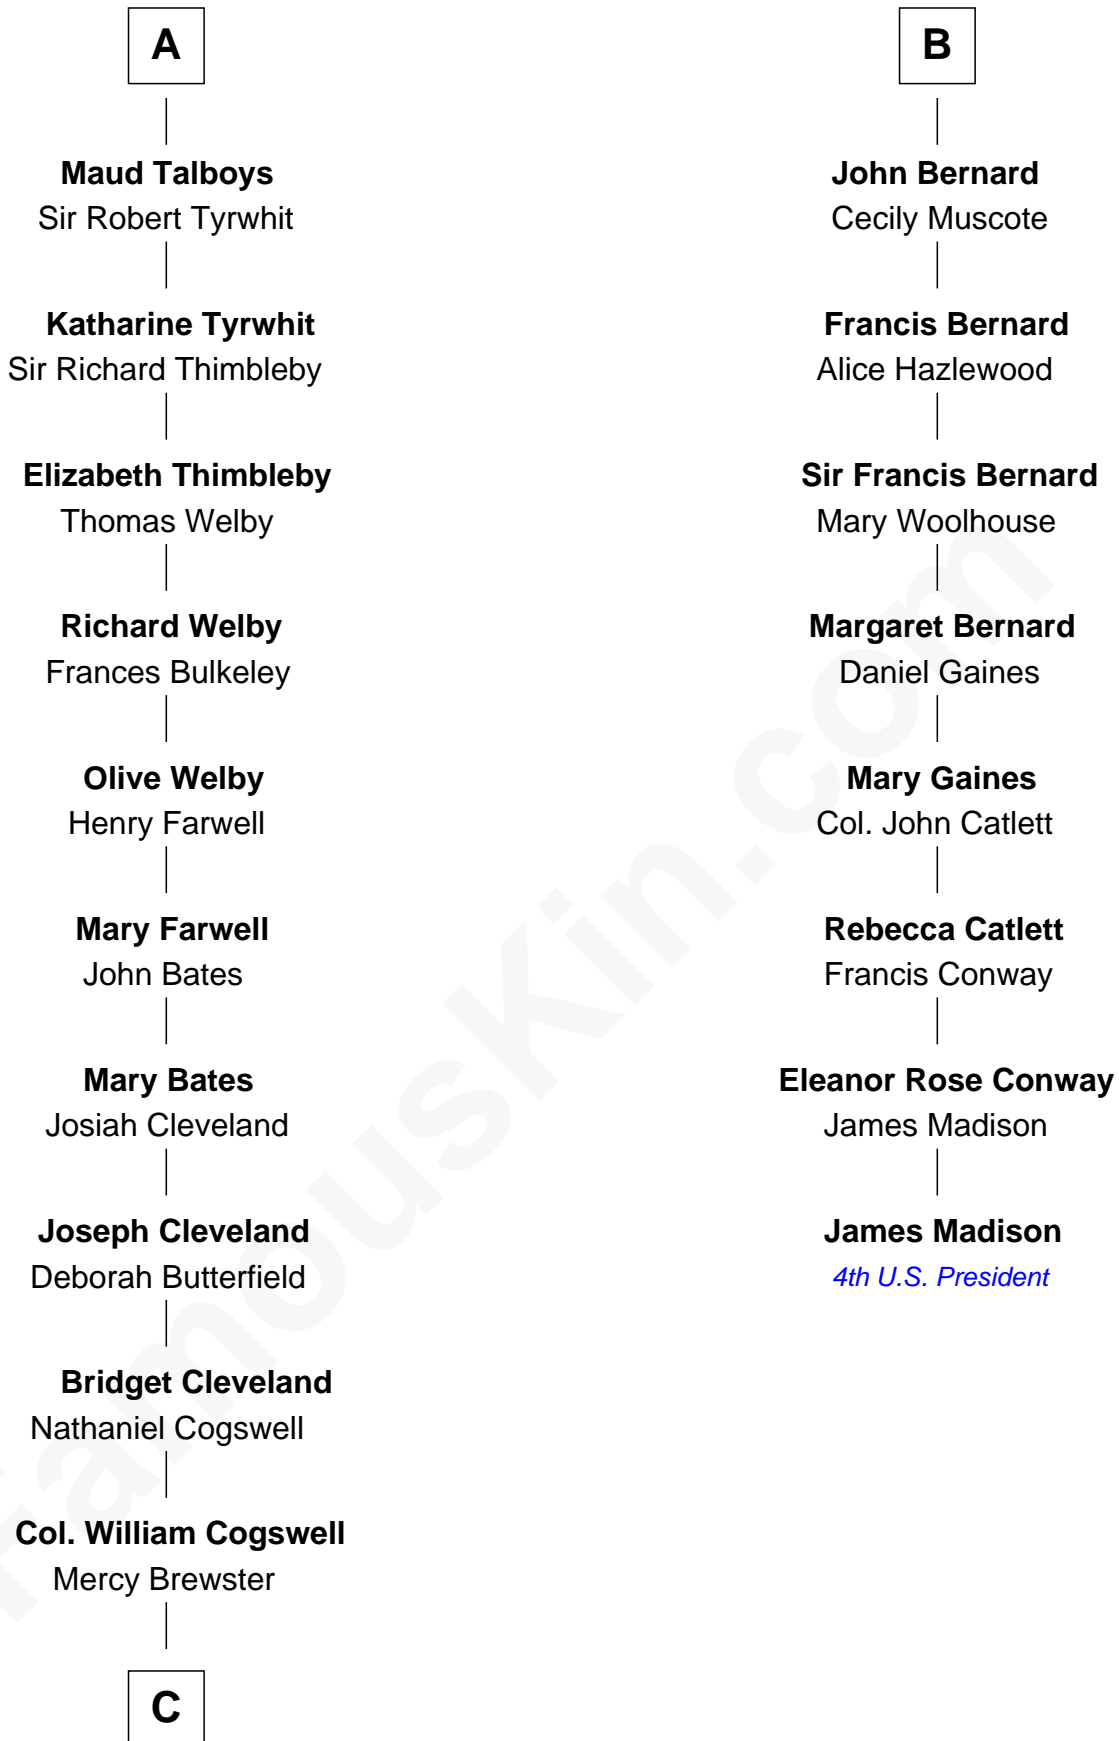 A
Maud Talboys
Sir Robert Tyrwhit
Katharine Tyrwhit
Sir Richard Thimbleby
Elizabeth Thimbleby
Thomas Welby
Richard Welby
Frances Bulkeley
Olive Welby
Henry Farwell
Mary Farwell
John Bates
Mary Bates
Josiah Cleveland
Joseph Cleveland
Deborah Butterfield
Bridget Cleveland
Nathaniel Cogswell
Col. William Cogswell
Mercy Brewster
C
B
John Bernard
Cecily Muscote
Francis Bernard
Alice Hazlewood
Sir Francis Bernard
Mary Woolhouse
Margaret Bernard
Daniel Gaines
Mary Gaines
Col. John Catlett
Rebecca Catlett
Francis Conway
Eleanor Rose Conway
James Madison
James Madison
4th U.S. President
FamousKin.com